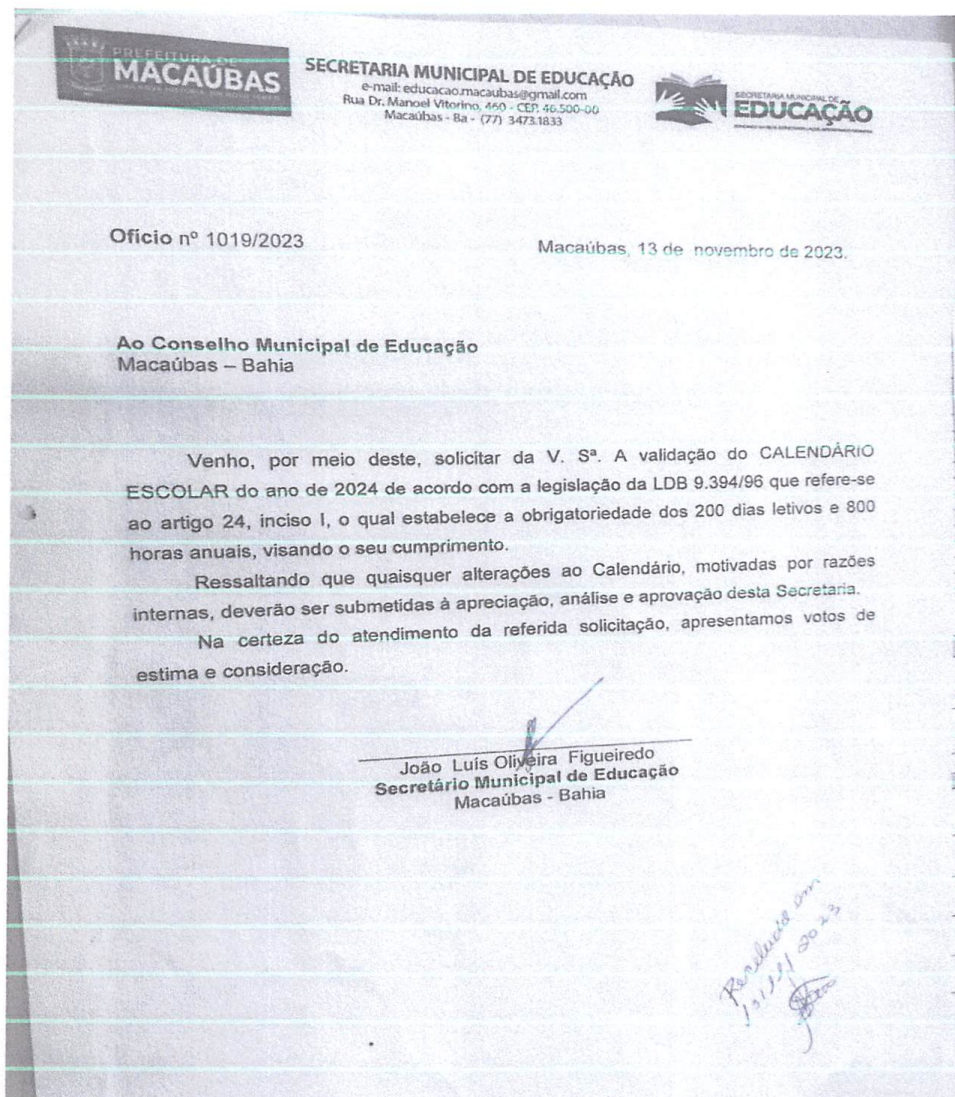 PREFEITURA DE
MACAÚBAS
SECRETARIA MUNICIPAL DE EDUCAÇÃO
e-mail: educacao.macaubas@gmail.com
Rua Dr. Manoel Vitorino, 460 - CEP. 46.500-00
Macaúbas - Ba - (77) 3473.1833
SECRETARIA MUNICIPAL DE
EDUCAÇÃO
Ofício nº 1019/2023
Macaúbas, 13 de novembro de 2023.
Ao Conselho Municipal de Educação
Macaúbas – Bahia
Venho, por meio deste, solicitar da V. Sª. A validação do CALENDÁRIO
ESCOLAR do ano de 2024 de acordo com a legislação da LDB 9.394/96 que refere-se
ao artigo 24, inciso I, o qual estabelece a obrigatoriedade dos 200 dias letivos e 800
horas anuais, visando o seu cumprimento.
Ressaltando que quaisquer alterações ao Calendário, motivadas por razões
internas, deverão ser submetidas à apreciação, análise e aprovação desta Secretaria.
Na certeza do atendimento da referida solicitação, apresentamos votos de
estima e consideração.
João Luís Oliveira Figueiredo
Secretário Municipal de Educação
Macaúbas - Bahia
em
2023